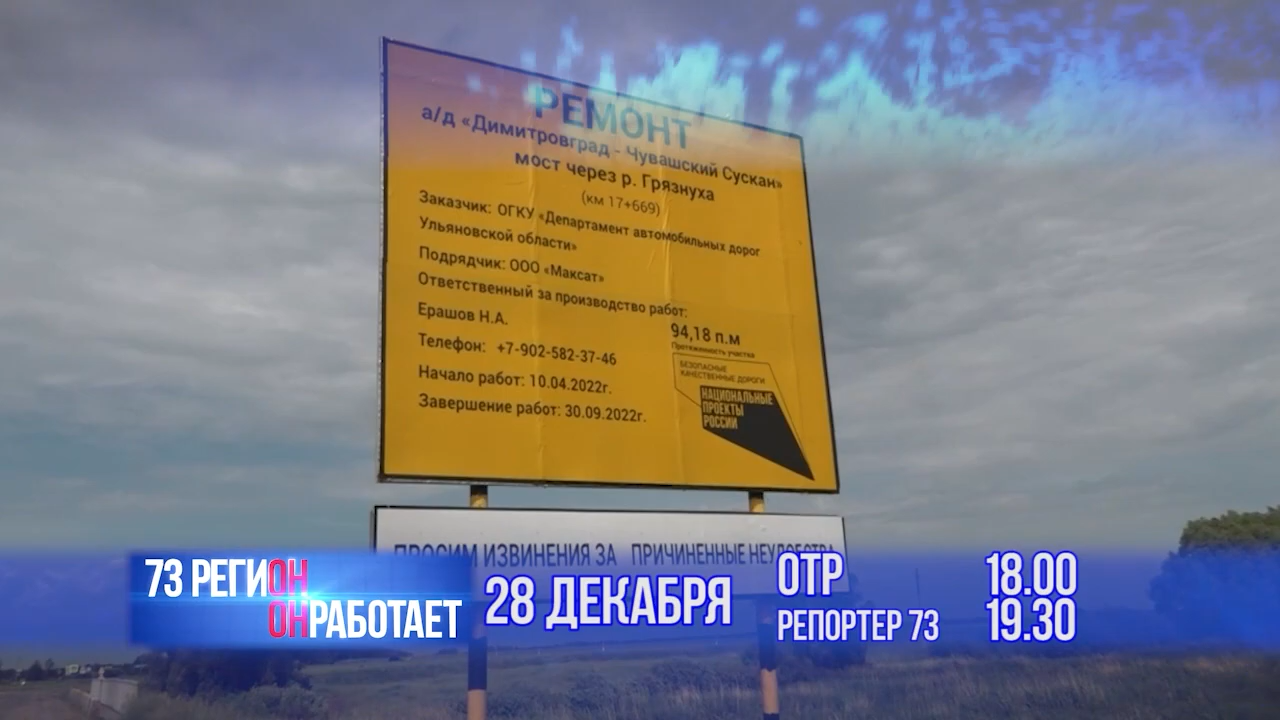 РЕМОНТ
а/д «Димитровград - Чувашский Сускан»
мост через р. Грязнуха
(км 17+669)
Заказчик: ОГКУ «Департамент автомобильных дорог
Ульяновской области»
Подрядчик: ООО «Максат»
Ответственный за производство работ:
Ерашов Н.А.
Телефон: +7-902-582-37-46
Начало работ: 10.04.2022г.
Завершение работ: 30.09.2022г.
94,18 п.м
Протяженность участка
БЕЗОПАСНЫЕ
КАЧЕСТВЕННЫЕ ДОРОГИ
НАЦИОНАЛЬНЫЕ
ПРОЕКТЫ
РОССИИ
ПРОСИМ ИЗВИНЕНИЯ ЗА ПРИЧИНЕННЫЕ НЕУДОБСТВА
73 РЕГИОН
ОНРАБОТАЕТ
28 ДЕКАБРЯ
ОТР 18.00
РЕПОРТЕР 73 19.30